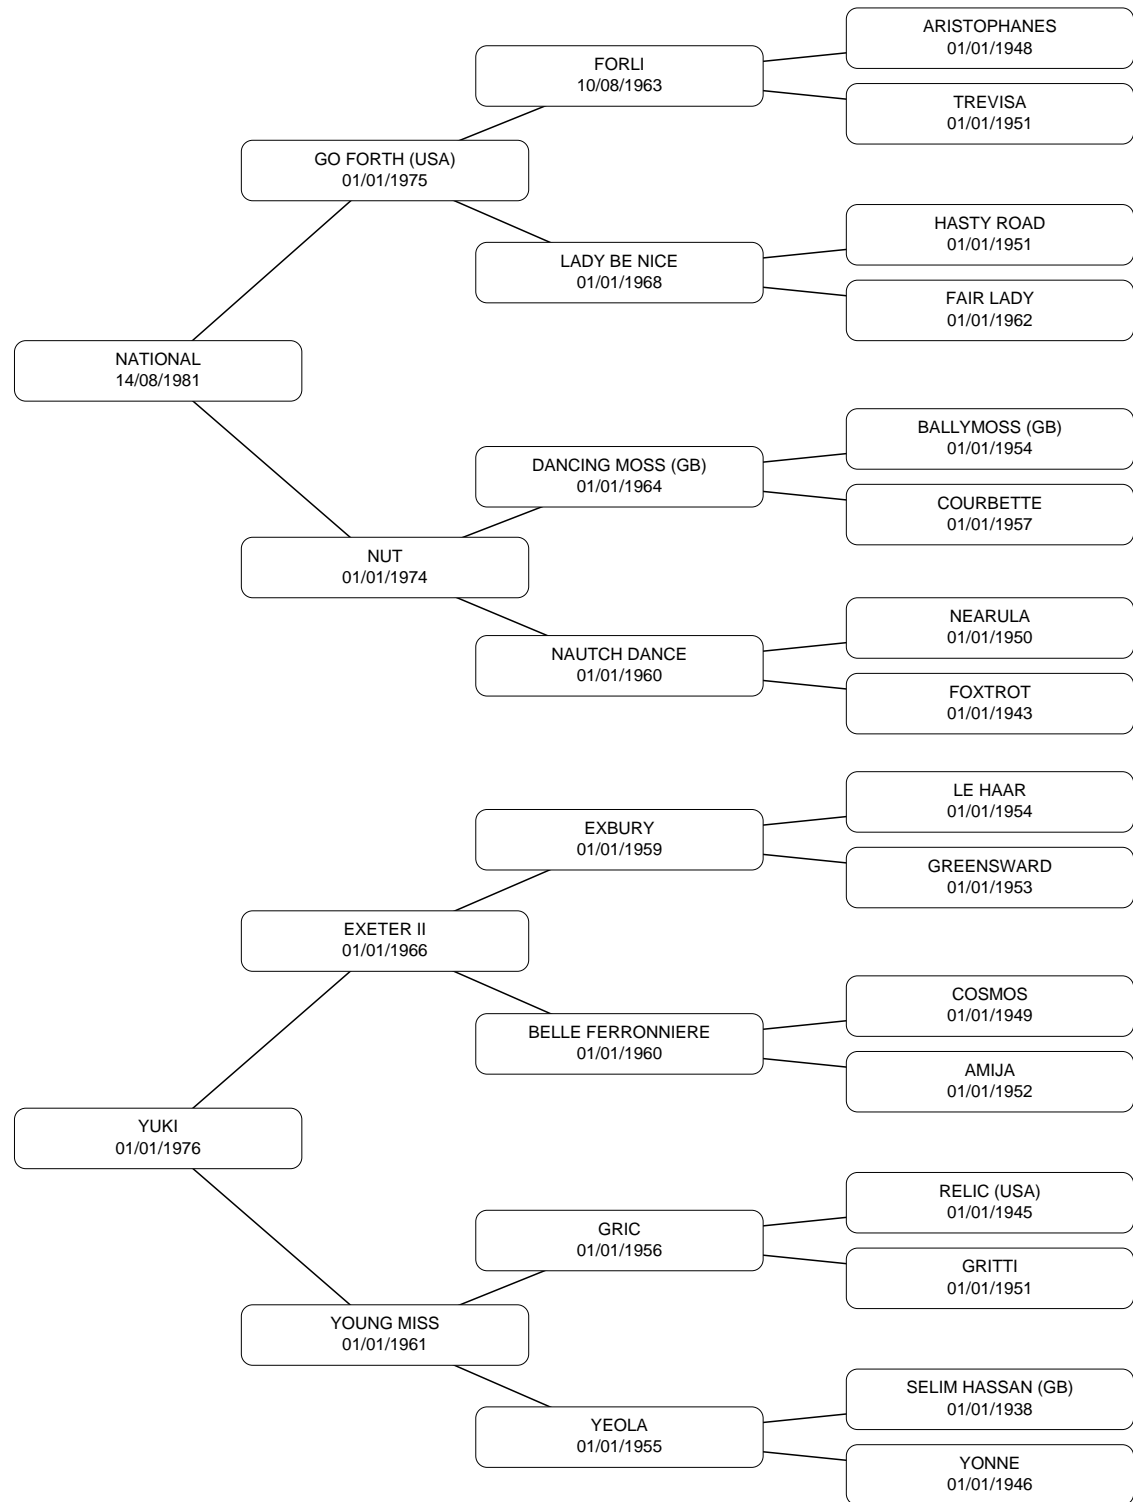 ARISTOPHANES
01/01/1948
FORLI
10/08/1963
TREVISA
01/01/1951
GO FORTH (USA)
01/01/1975
HASTY ROAD
01/01/1951
LADY BE NICE
01/01/1968
FAIR LADY
01/01/1962
NATIONAL
14/08/1981
BALLYMOSS (GB)
01/01/1954
DANCING MOSS (GB)
01/01/1964
COURBETTE
01/01/1957
NUT
01/01/1974
NEARULA
01/01/1950
NAUTCH DANCE
01/01/1960
FOXTROT
01/01/1943
LE HAAR
01/01/1954
EXBURY
01/01/1959
GREENSWARD
01/01/1953
EXETER II
01/01/1966
COSMOS
01/01/1949
BELLE FERRONNIERE
01/01/1960
AMIJA
01/01/1952
YUKI
01/01/1976
RELIC (USA)
01/01/1945
GRIC
01/01/1956
GRITTI
01/01/1951
YOUNG MISS
01/01/1961
SELIM HASSAN (GB)
01/01/1938
YEOLA
01/01/1955
YONNE
01/01/1946